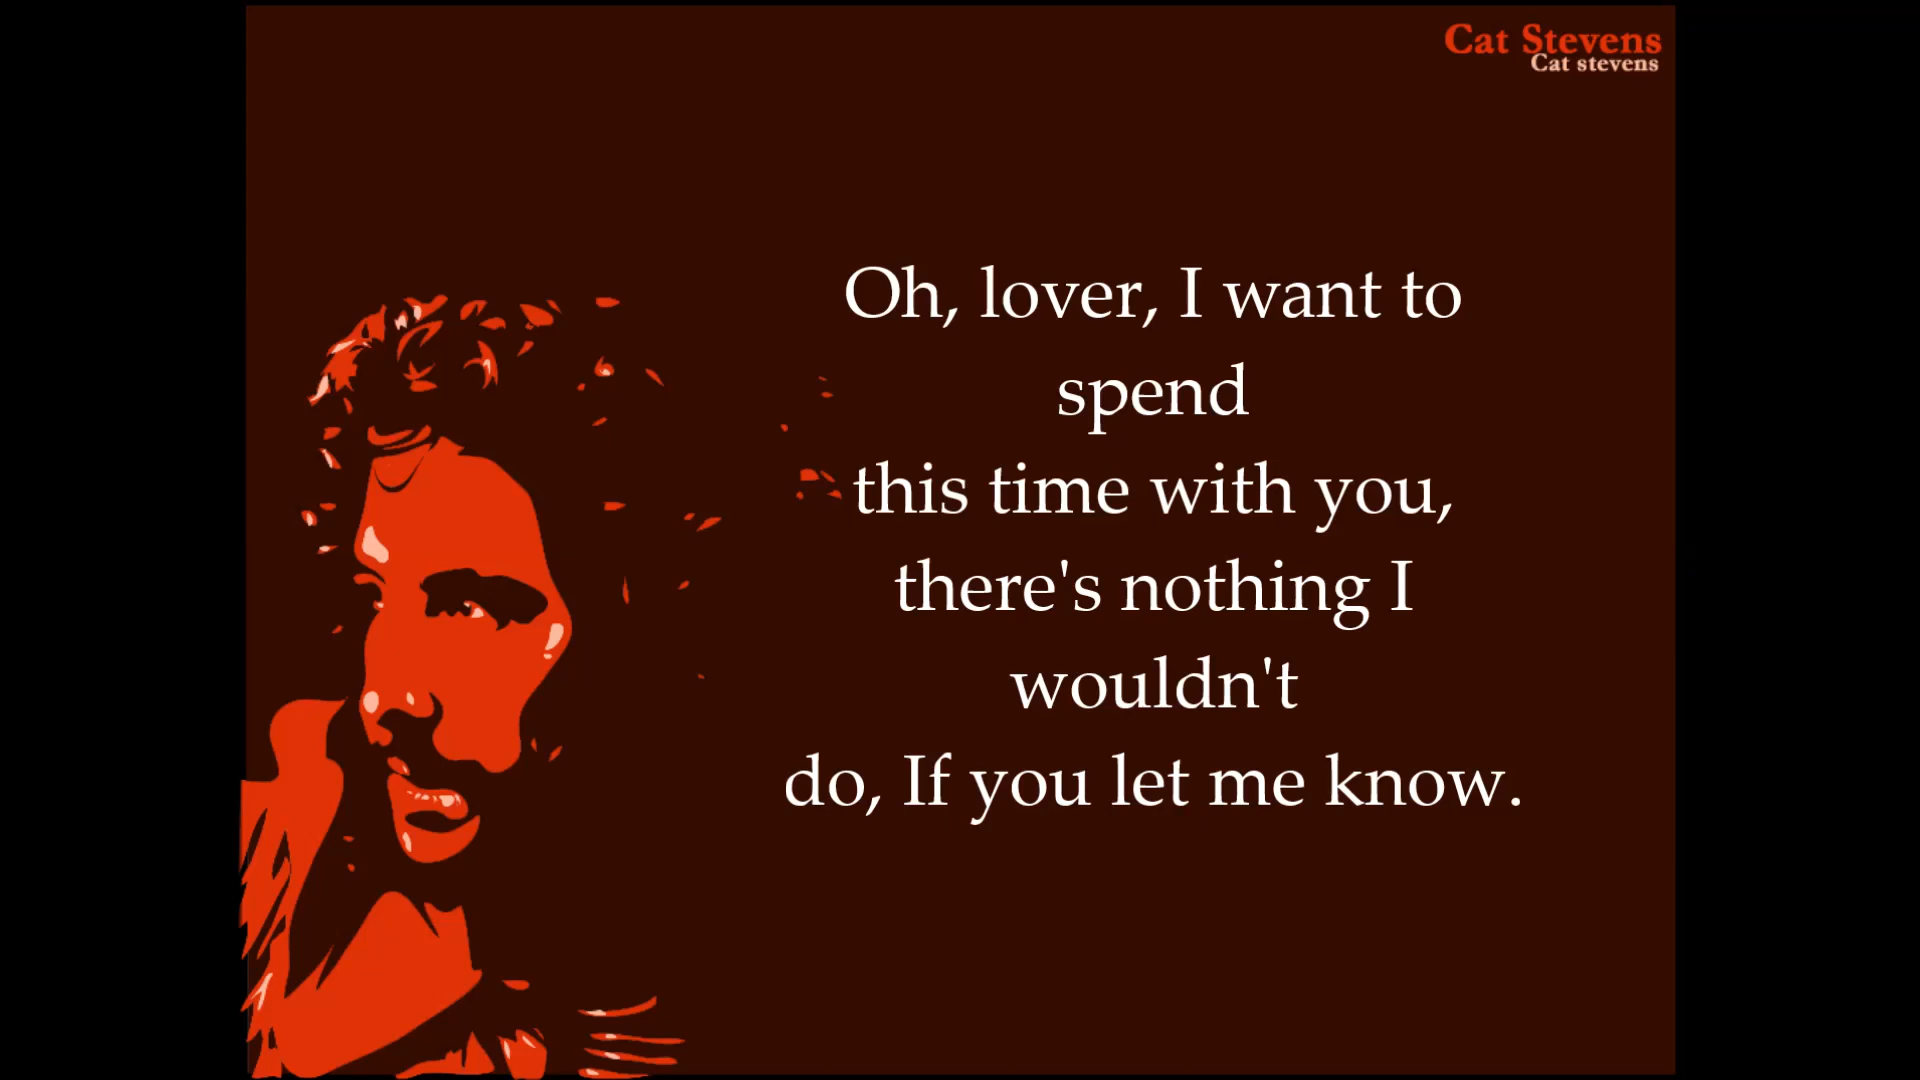 Cat Stevens
Cat stevens
Oh, lover, I want to
spend
this time with you,
there's nothing I
wouldn't
do, If you let me know.